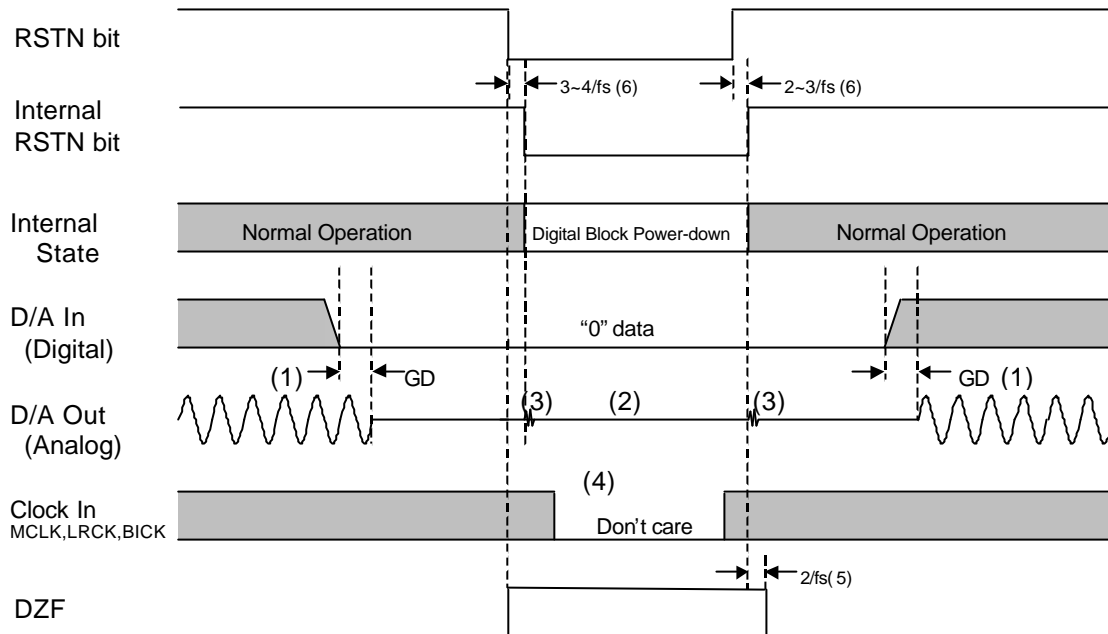 RSTN bit
3~4/fs (6)
2~3/fs (6)
Internal
RSTN bit
Internal
State
Normal Operation
Digital Block Power-down
Normal Operation
D/A In
(Digital)
“0” data
(1)
GD
GD (1)
D/A Out
(Analog)
(3)
(2)
(3)
(4)
Clock In
MCLK,LRCK,BICK
Don’t care
2/fs( 5)
DZF